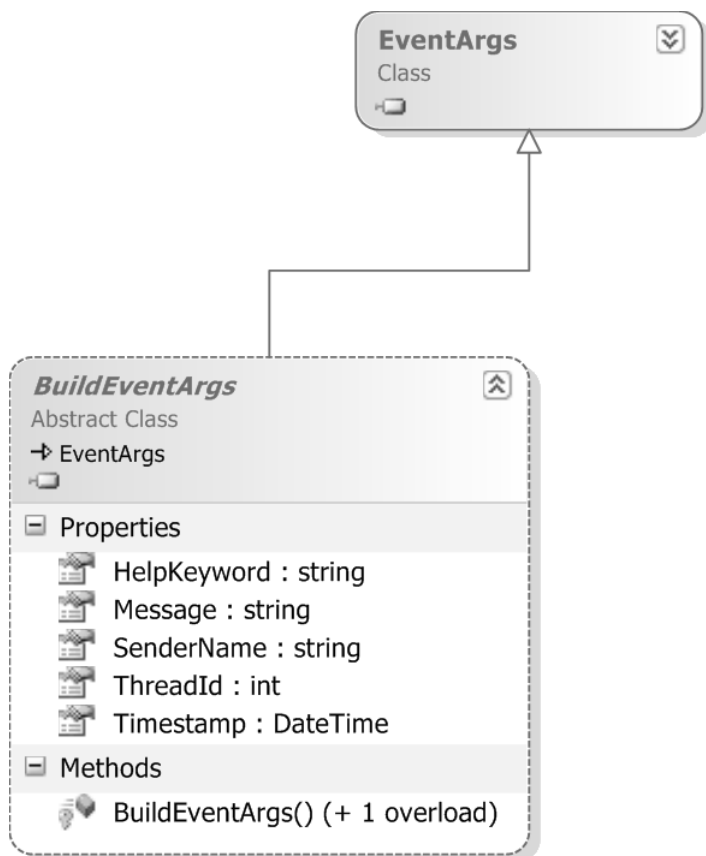 EventArgs
Class
BuildEventArgs
Abstract Class
EventArgs
Properties
HelpKeyword : string
Message : string
SenderName : string
ThreadId : int
Timestamp : DateTime
Methods
BuildEventArgs() (+ 1 overload)